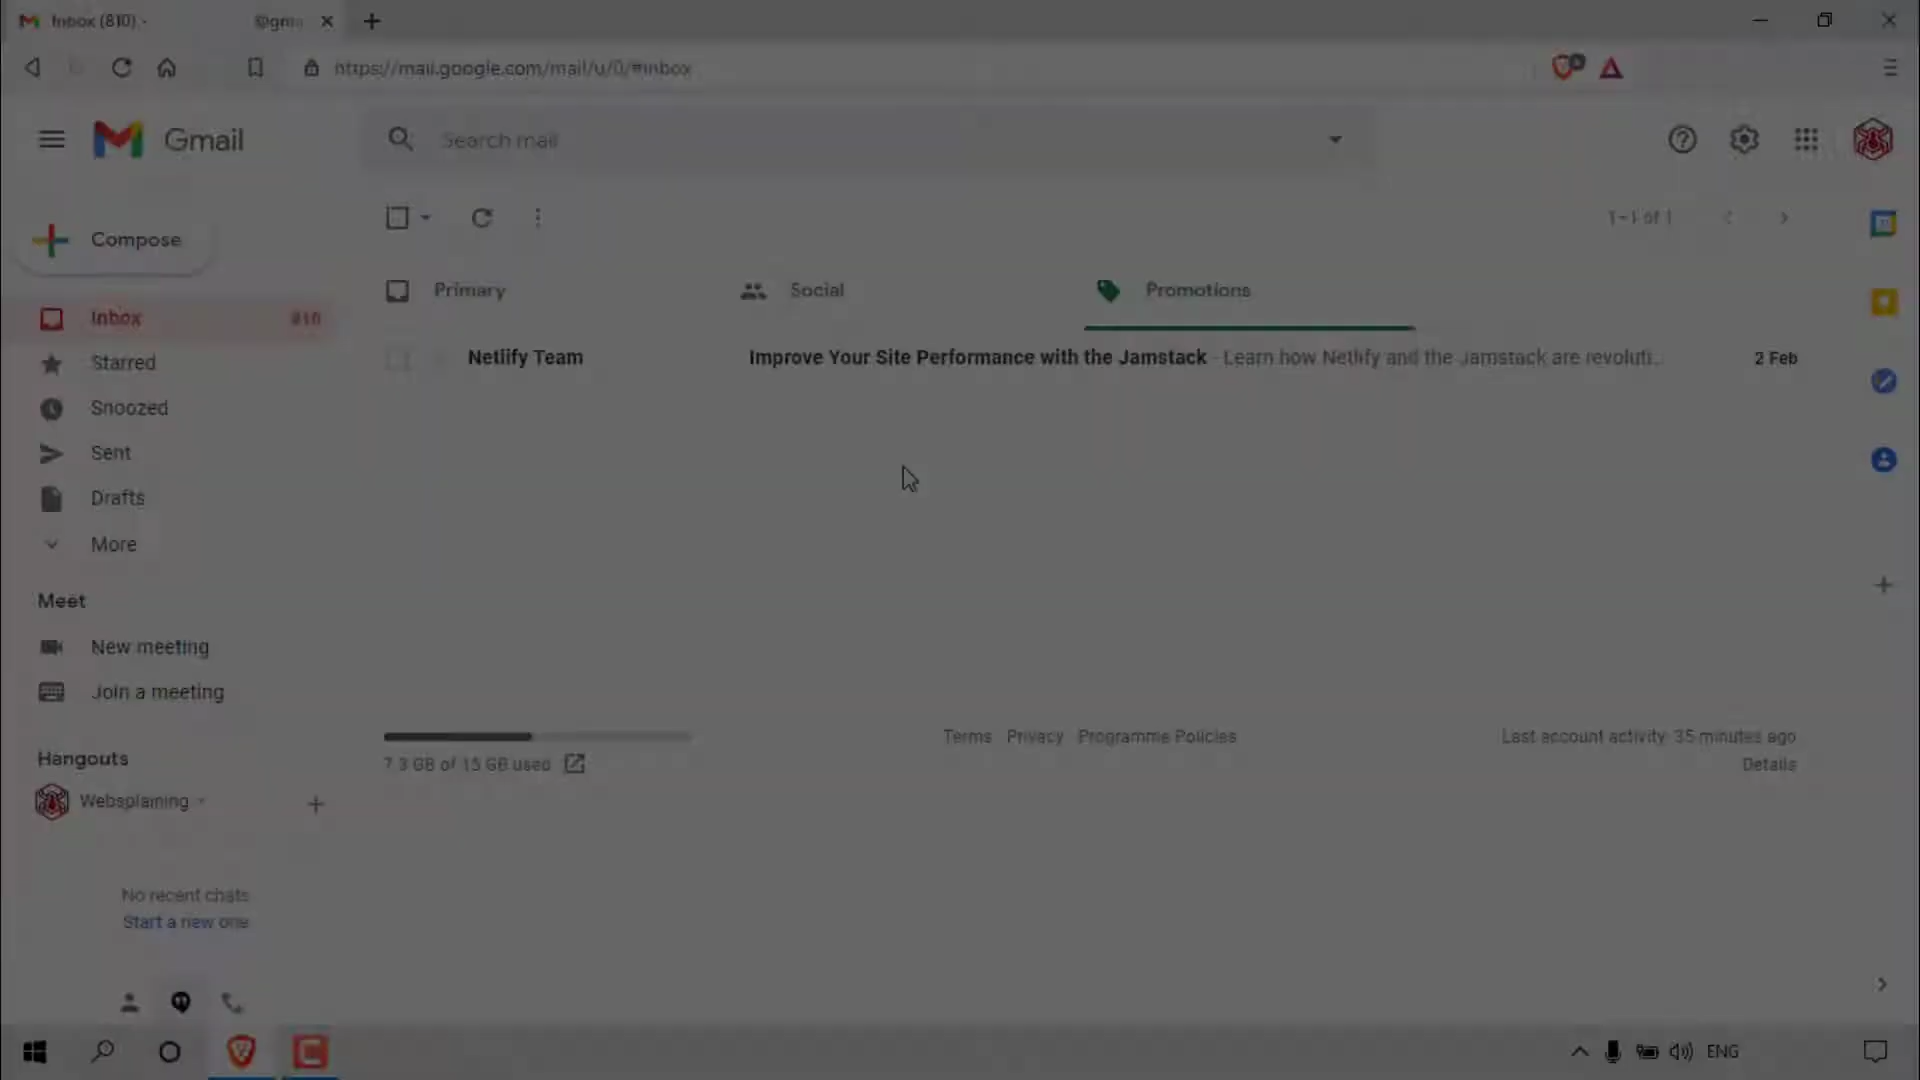 Inbox (810) -
@gma
https://mail.google.com/mail/u/0/#inbox
Gmail
Search mail
Compose
1–1 of 1
Primary
Social
Promotions
Inbox
810
Netlify Team
Improve Your Site Performance with the Jamstack - Learn how Netlify and the Jamstack are revoluti...
2 Feb
Starred
Snoozed
Sent
Drafts
More
Meet
New meeting
Join a meeting
Terms Privacy Programme Policies
Last account activity: 35 minutes ago
7.3 GB of 15 GB used
Details
Hangouts
Websplaining
No recent chats
Start a new one
ENG